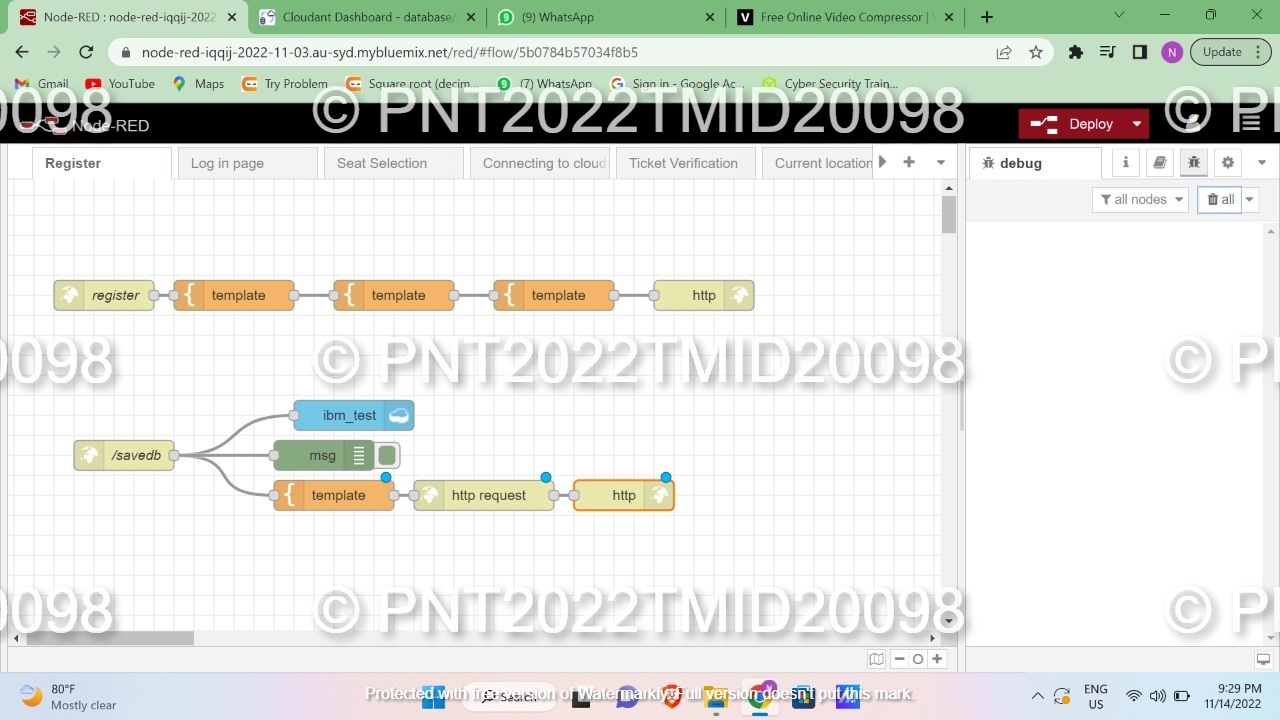 Node-RED : node-red-iqqij-2022
Cloudant Dashboard - database/
(9) WhatsApp
Free Online Video Compressor |
node-red-iqqij-2022-11-03.au-syd.mybluemix.net/red/#flow/5b0784b57034f8b5
N
Update
Gmail
YouTube
Maps
Try Problem
Square root (decim...
(7) WhatsApp
Sign in - Google Ac...
Cyber Security Train...
0098
© PNT2022TMID20098
© P
Node-RED
Deploy
Register
Log in page
Seat Selection
Connecting to cloud
Ticket Verification
Current location
debug
all nodes
all
register
template
template
template
http
0098
© PNT2022TMID20098
© P
ibm_test
/savedb
msg
template
http request
http
0098
© PNT2022TMID20098
© P
80°F
Mostly clear
Search
Protected with free version of Watermarkly. Full version doesn't put this mark.
ENG
US
9:29 PM
11/14/2022